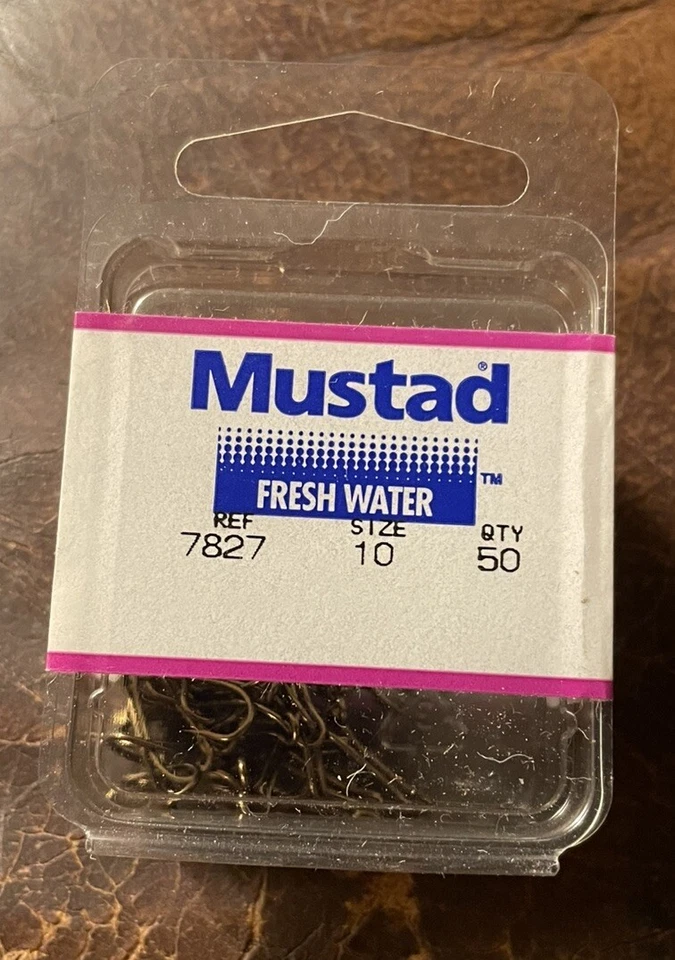 Mustad®
FRESH WATER™
REF SIZE QTY
7827 10 50